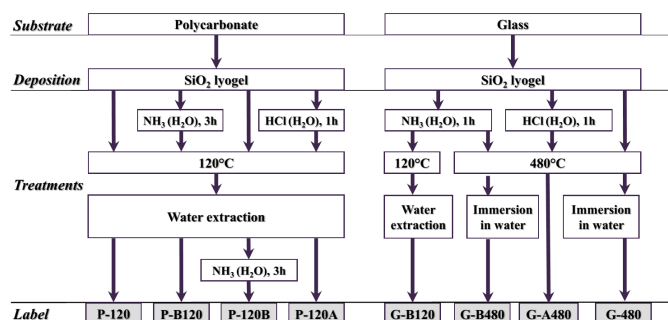 Substrate Polycarbonate Glass
Deposition SiO₂ lyogel SiO₂ lyogel
NH₃ (H₂O), 3h HCl (H₂O), 1h NH₃ (H₂O), 1h HCl (H₂O), 1h
120°C 120°C 480°C
Treatments
Water extraction Water extraction Immersion in water Immersion in water
NH₃ (H₂O), 3h
Label P-120 P-B120 P-120B P-120A G-B120 G-B480 G-A480 G-480